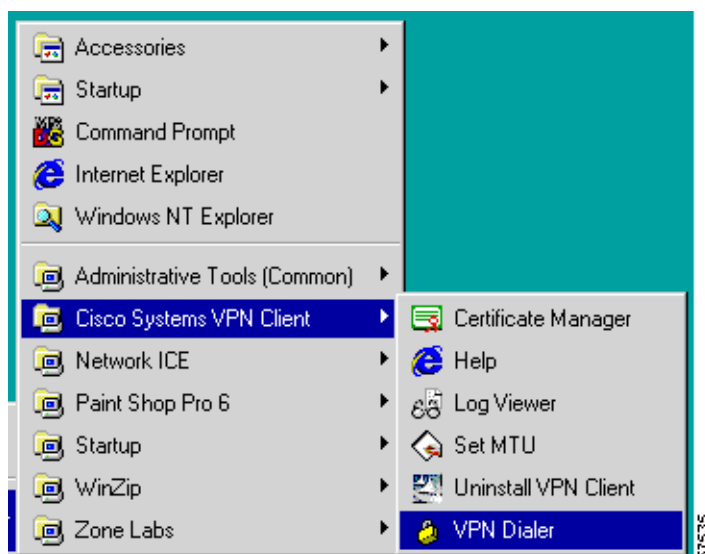 Accessories
Startup
Command Prompt
Internet Explorer
Windows NT Explorer
Administrative Tools (Common)
Cisco Systems VPN Client
Network ICE
Paint Shop Pro 6
Startup
WinZip
Zone Labs
Certificate Manager
Help
Log Viewer
Set MTU
Uninstall VPN Client
VPN Dialer